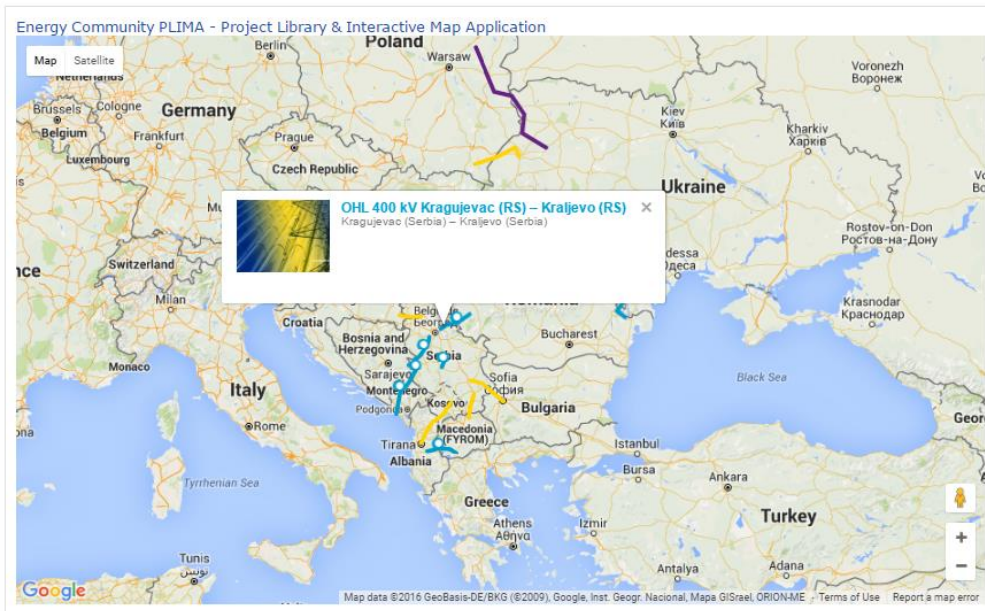 Energy Community PLIMA - Project Library & Interactive Map Application
Map
Satellite
Netherlands
Berlin
Poland
Warsaw
Voronezh
Воронеж
Brussels
Cologne
Germany
Kiev
Київ
Kharkiv
Харків
Belgium
Frankfurt
Prague
Luxembourg
Czech Republic
Ukraine
OHL 400 kV Kragujevac (RS) – Kraljevo (RS)
Kragujevac (Serbia) – Kraljevo (Serbia)
Rostov-on-Don
Ростов-на-Дону
Switzerland
Milan
Croatia
Krasnodar
Краснодар
Bosnia and
Herzegovina
Bucharest
Monaco
Sarajevo
Serbia
Italy
Montenegro
Sofia
София
Black Sea
Podgorica
Kosovo
Bulgaria
Rome
Macedonia
(FYROM)
Tirana
Albania
Istanbul
Bursa
Ankara
Tyrrhenian Sea
Greece
Turkey
Athens
Αθήνα
Izmir
Tunis
تونس
Antalya
Adana
Google
Map data ©2016 GeoBasis-DE/BKG (©2009), Google, Inst. Geogr. Nacional, Mapa GISrael, ORION-ME
Terms of Use
Report a map error